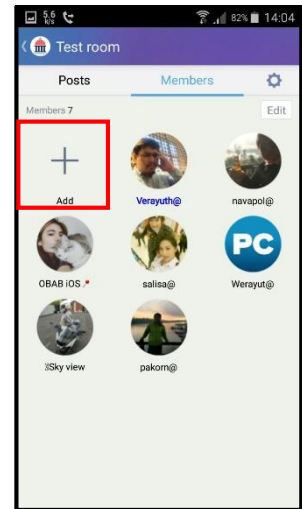 5.6 k/s 82% 14:04
Test room
Posts Members
Members 7 Edit
Add Verayuth@ navapol@
PC
OBAB iOS salisa@ Werayut@
Sky view pakorn@